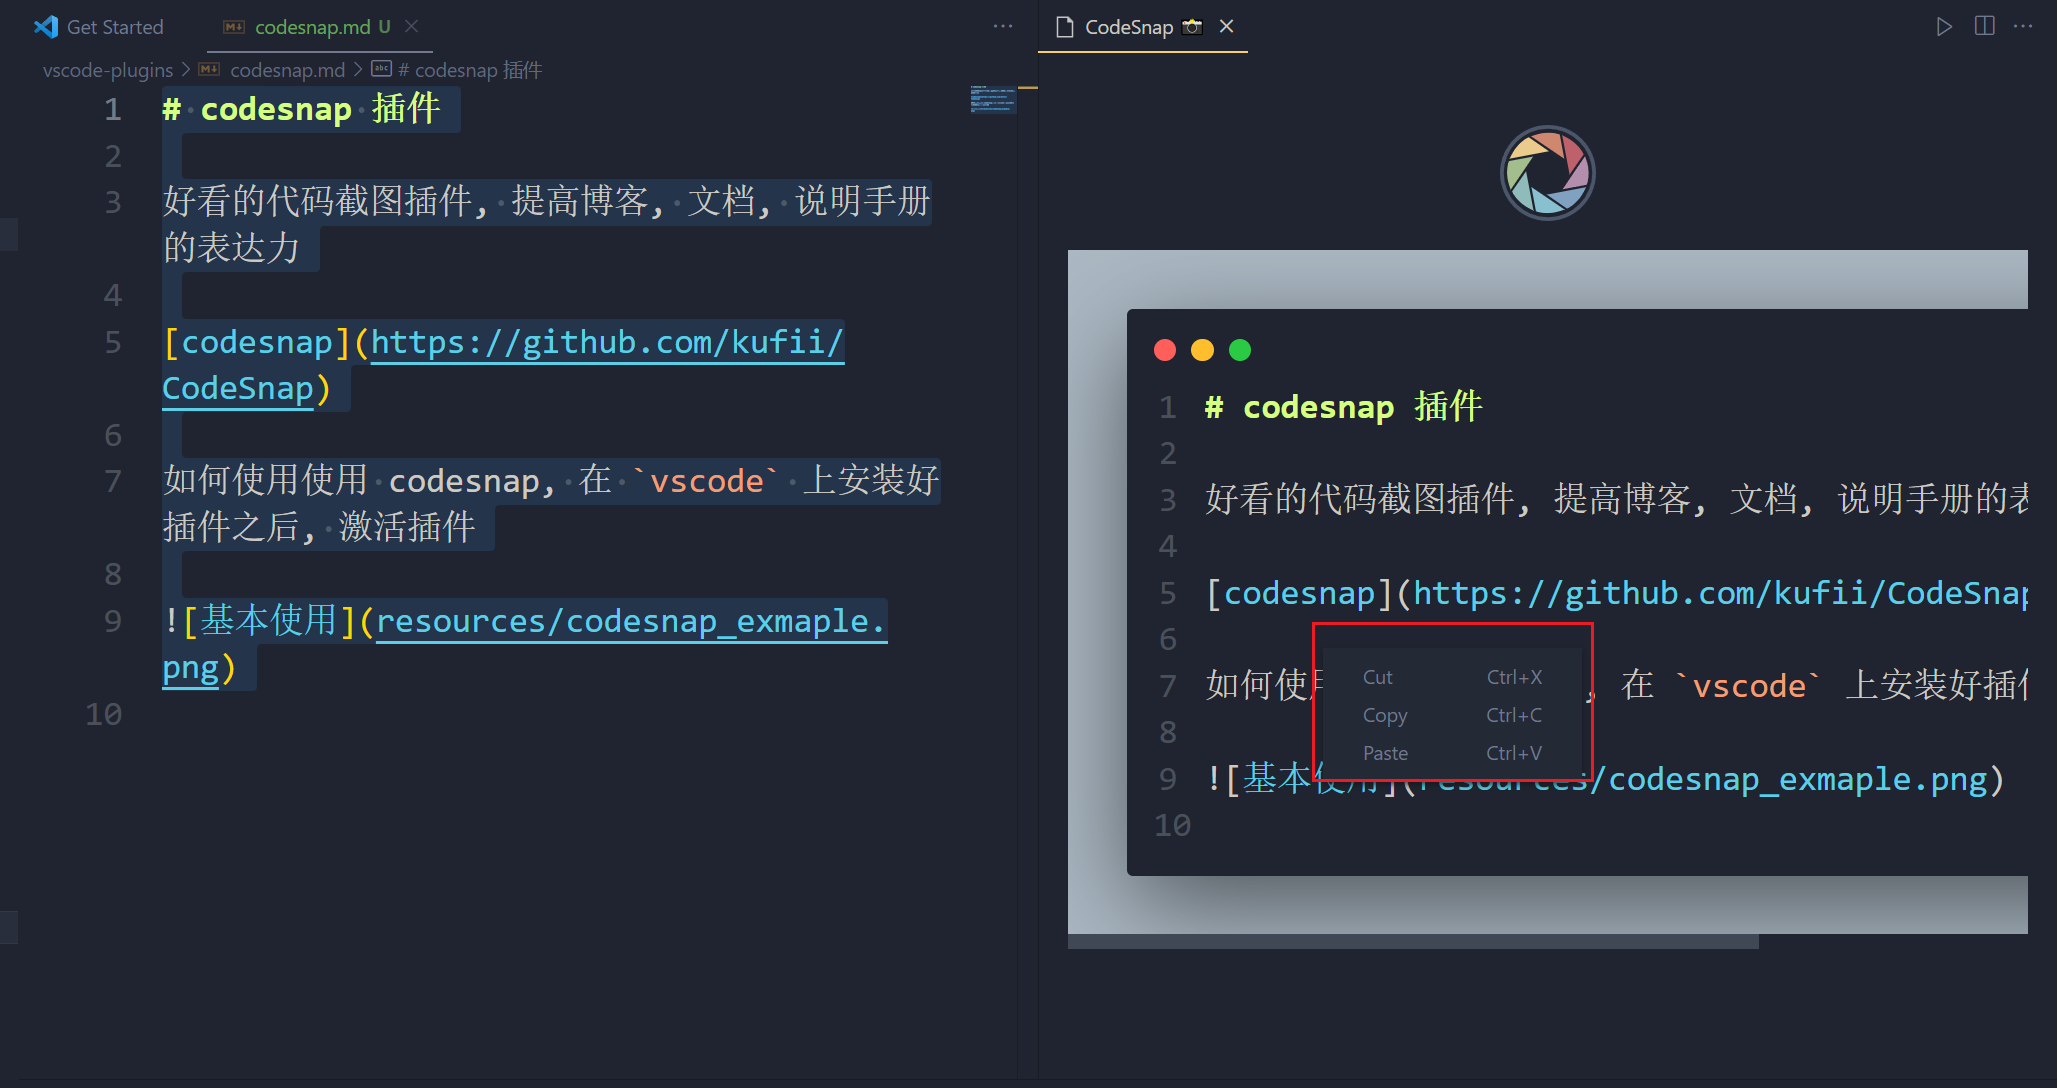 Get Started
codesnap.md U
CodeSnap
vscode-plugins > codesnap.md > # codesnap 插件
1 # codesnap 插件
2
3 好看的代码截图插件, 提高博客, 文档, 说明手册
的表达力
4
5 [codesnap](https://github.com/kufii/
CodeSnap)
6
7 如何使用使用 codesnap, 在 `vscode` 上安装好
插件之后, 激活插件
8
9 ![基本使用](resources/codesnap_exmaple.
png)
10
1 # codesnap 插件
2
3 好看的代码截图插件, 提高博客, 文档, 说明手册的表
4
5 [codesnap](https://github.com/kufii/CodeSnap
6
7 如何使用, 在 `vscode` 上安装好插件
8
9 ![基本使用](resources/codesnap_exmaple.png)
10
Cut Ctrl+X
Copy Ctrl+C
Paste Ctrl+V